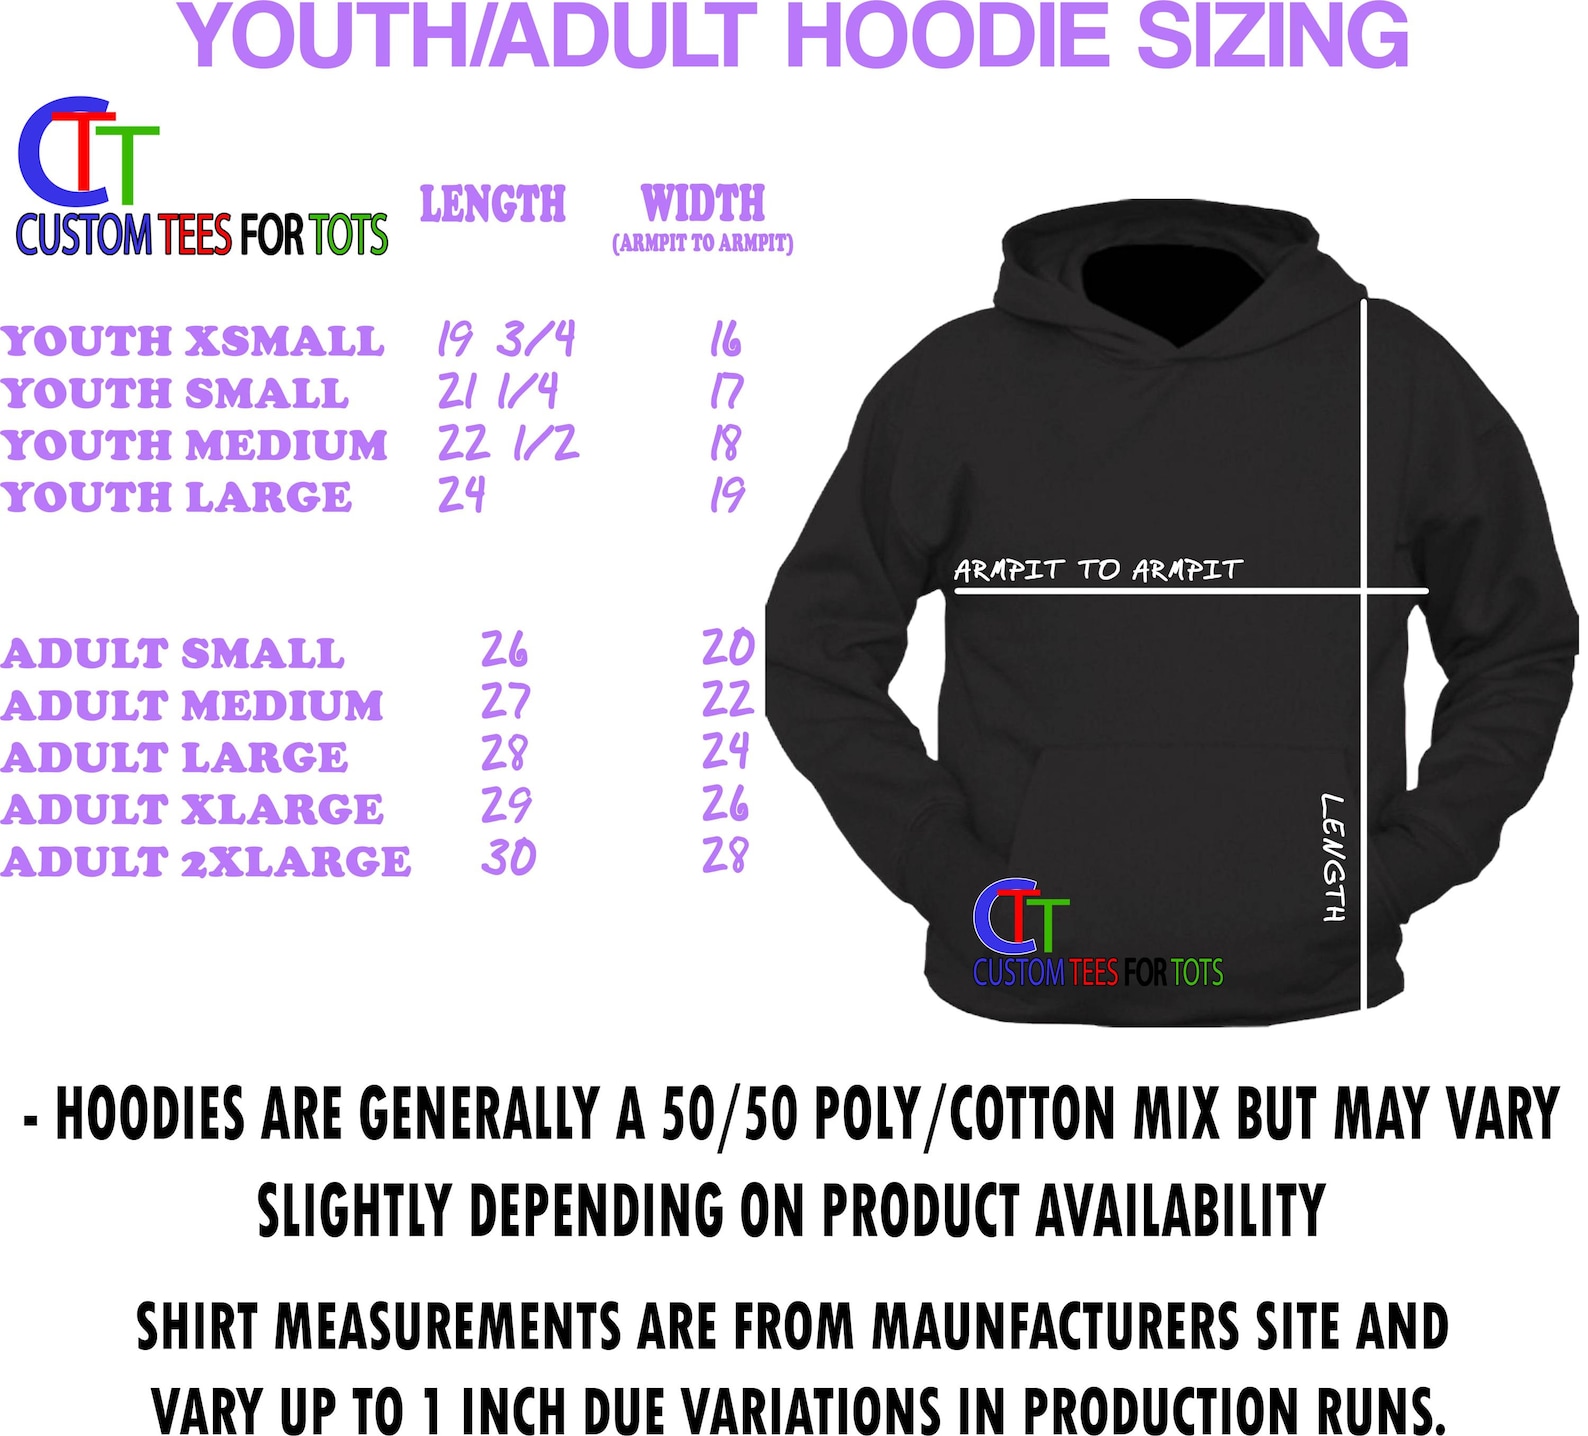 YOUTH/ADULT HOODIE SIZING
CTT
CUSTOM TEES FOR TOTS
LENGTH WIDTH
(ARMPIT TO ARMPIT)
YOUTH XSMALL 19 3/4 16
YOUTH SMALL 21 1/4 17
YOUTH MEDIUM 22 1/2 18
YOUTH LARGE 24 19
ADULT SMALL 26 20
ADULT MEDIUM 27 22
ADULT LARGE 28 24
ADULT XLARGE 29 26
ADULT 2XLARGE 30 28
ARMPIT TO ARMPIT
LENGTH
CTT
CUSTOM TEES FOR TOTS
- HOODIES ARE GENERALLY A 50/50 POLY/COTTON MIX BUT MAY VARY
SLIGHTLY DEPENDING ON PRODUCT AVAILABILITY
SHIRT MEASUREMENTS ARE FROM MAUNFACTURERS SITE AND
VARY UP TO 1 INCH DUE VARIATIONS IN PRODUCTION RUNS.